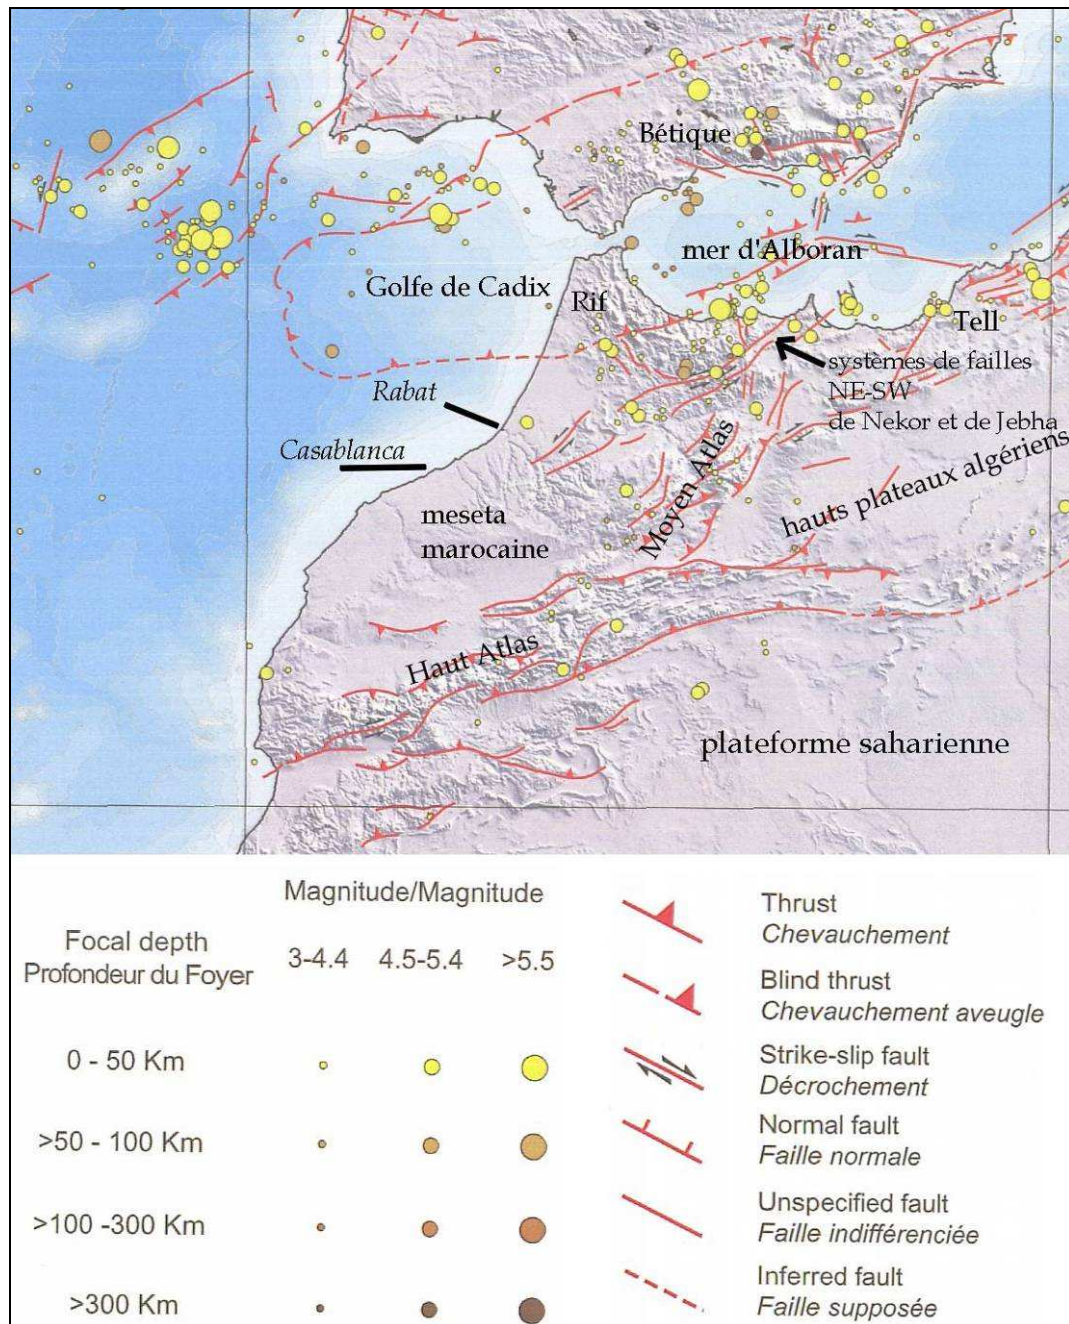 Bétique
mer d'Alboran
Golfe de Cadix
Rif
Tell
systèmes de failles
NE-SW
de Nekor et de Jebha
Rabat
Casablanca
Moyen Atlas
hauts plateaux algériens
meseta
marocaine
Haut Atlas
plateforme saharienne
Magnitude/Magnitude
Focal depth
Profondeur du Foyer
3-4.4 4.5-5.4 >5.5
0 - 50 Km
>50 - 100 Km
>100 -300 Km
>300 Km
Thrust
Chevauchement
Blind thrust
Chevauchement aveugle
Strike-slip fault
Décrochement
Normal fault
Faille normale
Unspecified fault
Faille indifférenciée
Inferred fault
Faille supposée